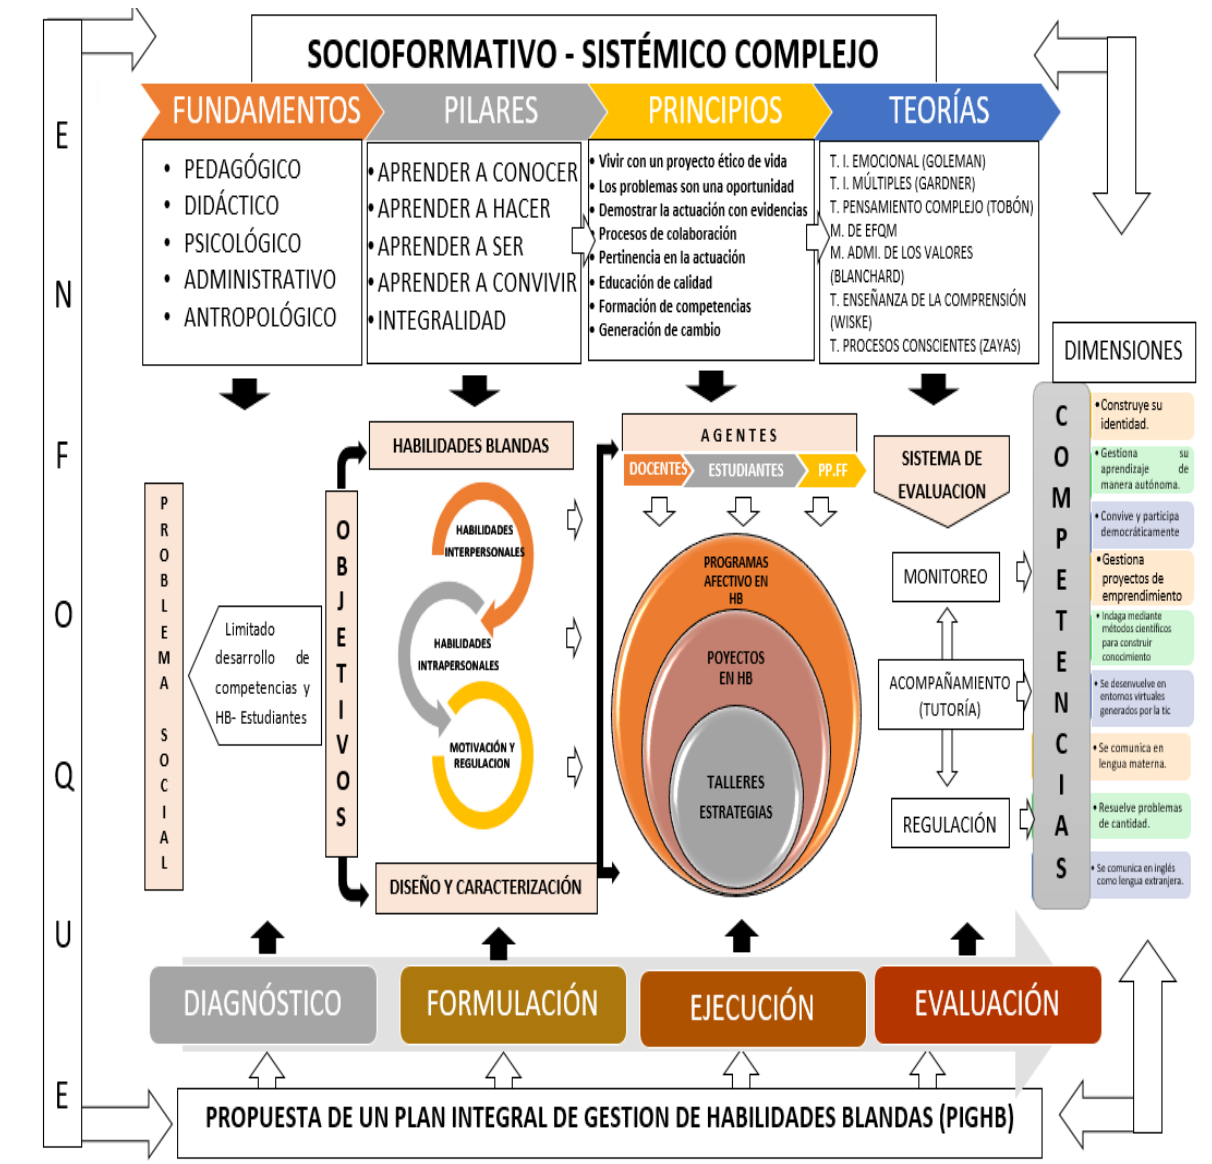 SOCIOFORMATIVO - SISTÉMICO COMPLEJO
ENFOQUE
FUNDAMENTOS
• PEDAGÓGICO
• DIDÁCTICO
• PSICOLÓGICO
• ADMINISTRATIVO
• ANTROPOLÓGICO
PILARES
• APRENDER A CONOCER
• APRENDER A HACER
• APRENDER A SER
• APRENDER A CONVIVIR
• INTEGRALIDAD
PRINCIPIOS
• Vivir con un proyecto ético de vida
• Los problemas son una oportunidad
• Demostrar la actuación con evidencias
• Procesos de colaboración
• Pertinencia en la actuación
• Educación de calidad
• Formación de competencias
• Generación de cambio
TEORÍAS
T. I. EMOCIONAL (GOLEMAN)
T. I. MÚLTIPLES (GARDNER)
T. PENSAMIENTO COMPLEJO (TOBÓN)
M. DE EFQM
M. ADMI. DE LOS VALORES
(BLANCHARD)
T. ENSEÑANZA DE LA COMPRENSIÓN
(WISKE)
T. PROCESOS CONSCIENTES (ZAYAS)
PROBLEMA SOCIAL
Limitado
desarrollo de
competencias y
HB- Estudiantes
OBJETIVOS
HABILIDADES BLANDAS
HABILIDADES
INTERPERSONALES
HABILIDADES
INTRAPERSONALES
MOTIVACIÓN Y
REGULACION
DISEÑO Y CARACTERIZACIÓN
AGENTES
DOCENTES
ESTUDIANTES
PP.FF
PROGRAMAS
AFECTIVO EN
HB
POYECTOS
EN HB
TALLERES
ESTRATEGIAS
SISTEMA DE
EVALUACION
MONITOREO
ACOMPAÑAMIENTO
(TUTORÍA)
REGULACIÓN
DIMENSIONES
COMPETENCIAS
• Construye su
identidad.
• Gestiona su
aprendizaje de
manera autónoma.
• Convive y participa
democráticamente
• Gestiona
proyectos de
emprendimiento
• Indaga mediante
métodos científicos
para construir
conocimiento
• Se desenvuelve en
entornos virtuales
generados por la tic
• Se comunica en
lengua materna.
• Resuelve problemas
de cantidad.
• Se comunica en inglés
como lengua extranjera.
DIAGNÓSTICO
FORMULACIÓN
EJECUCIÓN
EVALUACIÓN
PROPUESTA DE UN PLAN INTEGRAL DE GESTION DE HABILIDADES BLANDAS (PIGHB)